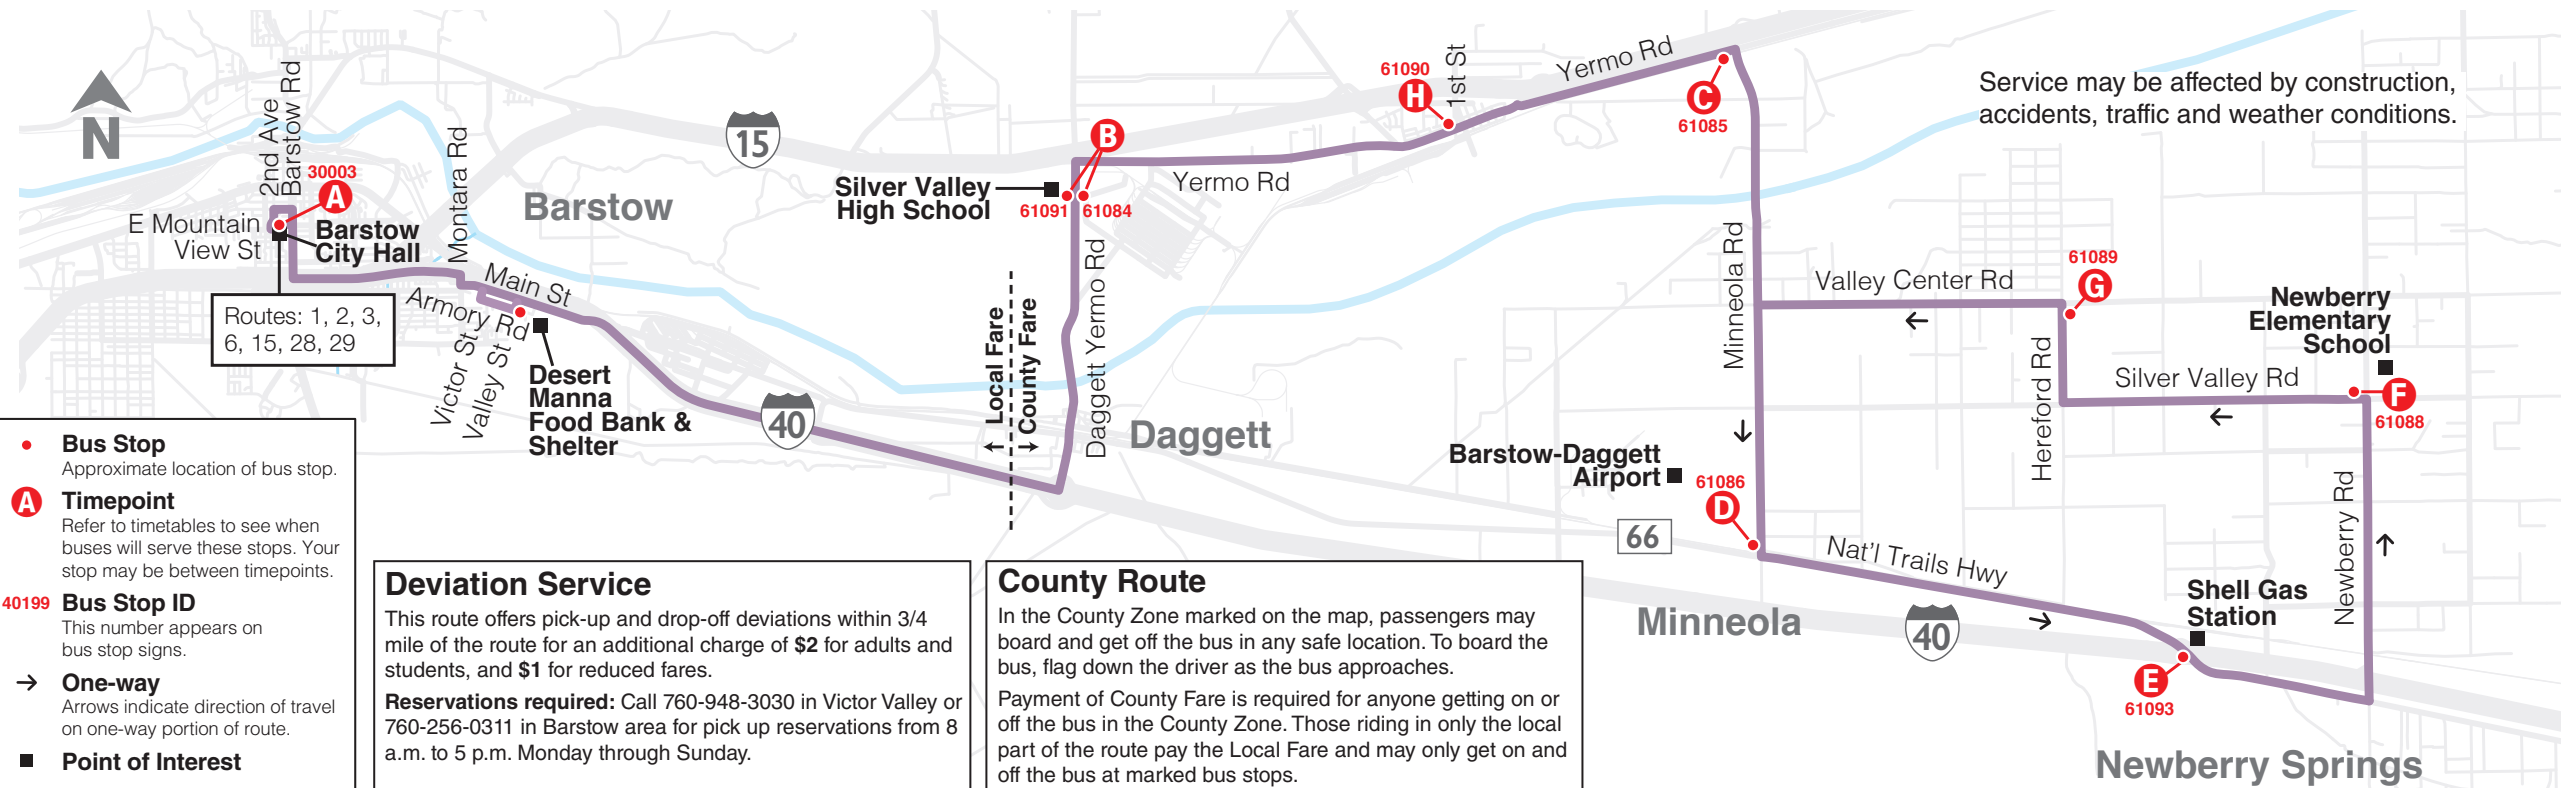 N
2nd Ave
Barstow Rd
30003
A
E Mountain
View St
Barstow
City Hall
Montara Rd
Routes: 1, 2, 3,
6, 15, 28, 29
Barstow
Main St
Armory Rd
Victor St
Valley St
Desert
Manna
Food Bank &
Shelter
15
40
Silver Valley
High School
B
61091
61084
← Local Fare
County Fare →
Daggett Yermo Rd
Yermo Rd
Daggett
61090
H
1st St
Yermo Rd
C
61085
Service may be affected by construction,
accidents, traffic and weather conditions.
Minneola Rd
Valley Center Rd
61089
G
Hereford Rd
Newberry
Elementary
School
Silver Valley Rd
F
61088
Barstow-Daggett
Airport
61086
D
66
Nat'l Trails Hwy
Minneola
40
Shell Gas
Station
E
61093
Newberry Rd
Newberry Springs
Bus Stop
Approximate location of bus stop.
A Timepoint
Refer to timetables to see when
buses will serve these stops. Your
stop may be between timepoints.
40199 Bus Stop ID
This number appears on
bus stop signs.
→ One-way
Arrows indicate direction of travel
on one-way portion of route.
Point of Interest
Deviation Service
This route offers pick-up and drop-off deviations within 3/4
mile of the route for an additional charge of $2 for adults and
students, and $1 for reduced fares.
Reservations required: Call 760-948-3030 in Victor Valley or
760-256-0311 in Barstow area for pick up reservations from 8
a.m. to 5 p.m. Monday through Sunday.
County Route
In the County Zone marked on the map, passengers may
board and get off the bus in any safe location. To board the
bus, flag down the driver as the bus approaches.
Payment of County Fare is required for anyone getting on or
off the bus in the County Zone. Those riding in only the local
part of the route pay the Local Fare and may only get on and
off the bus at marked bus stops.